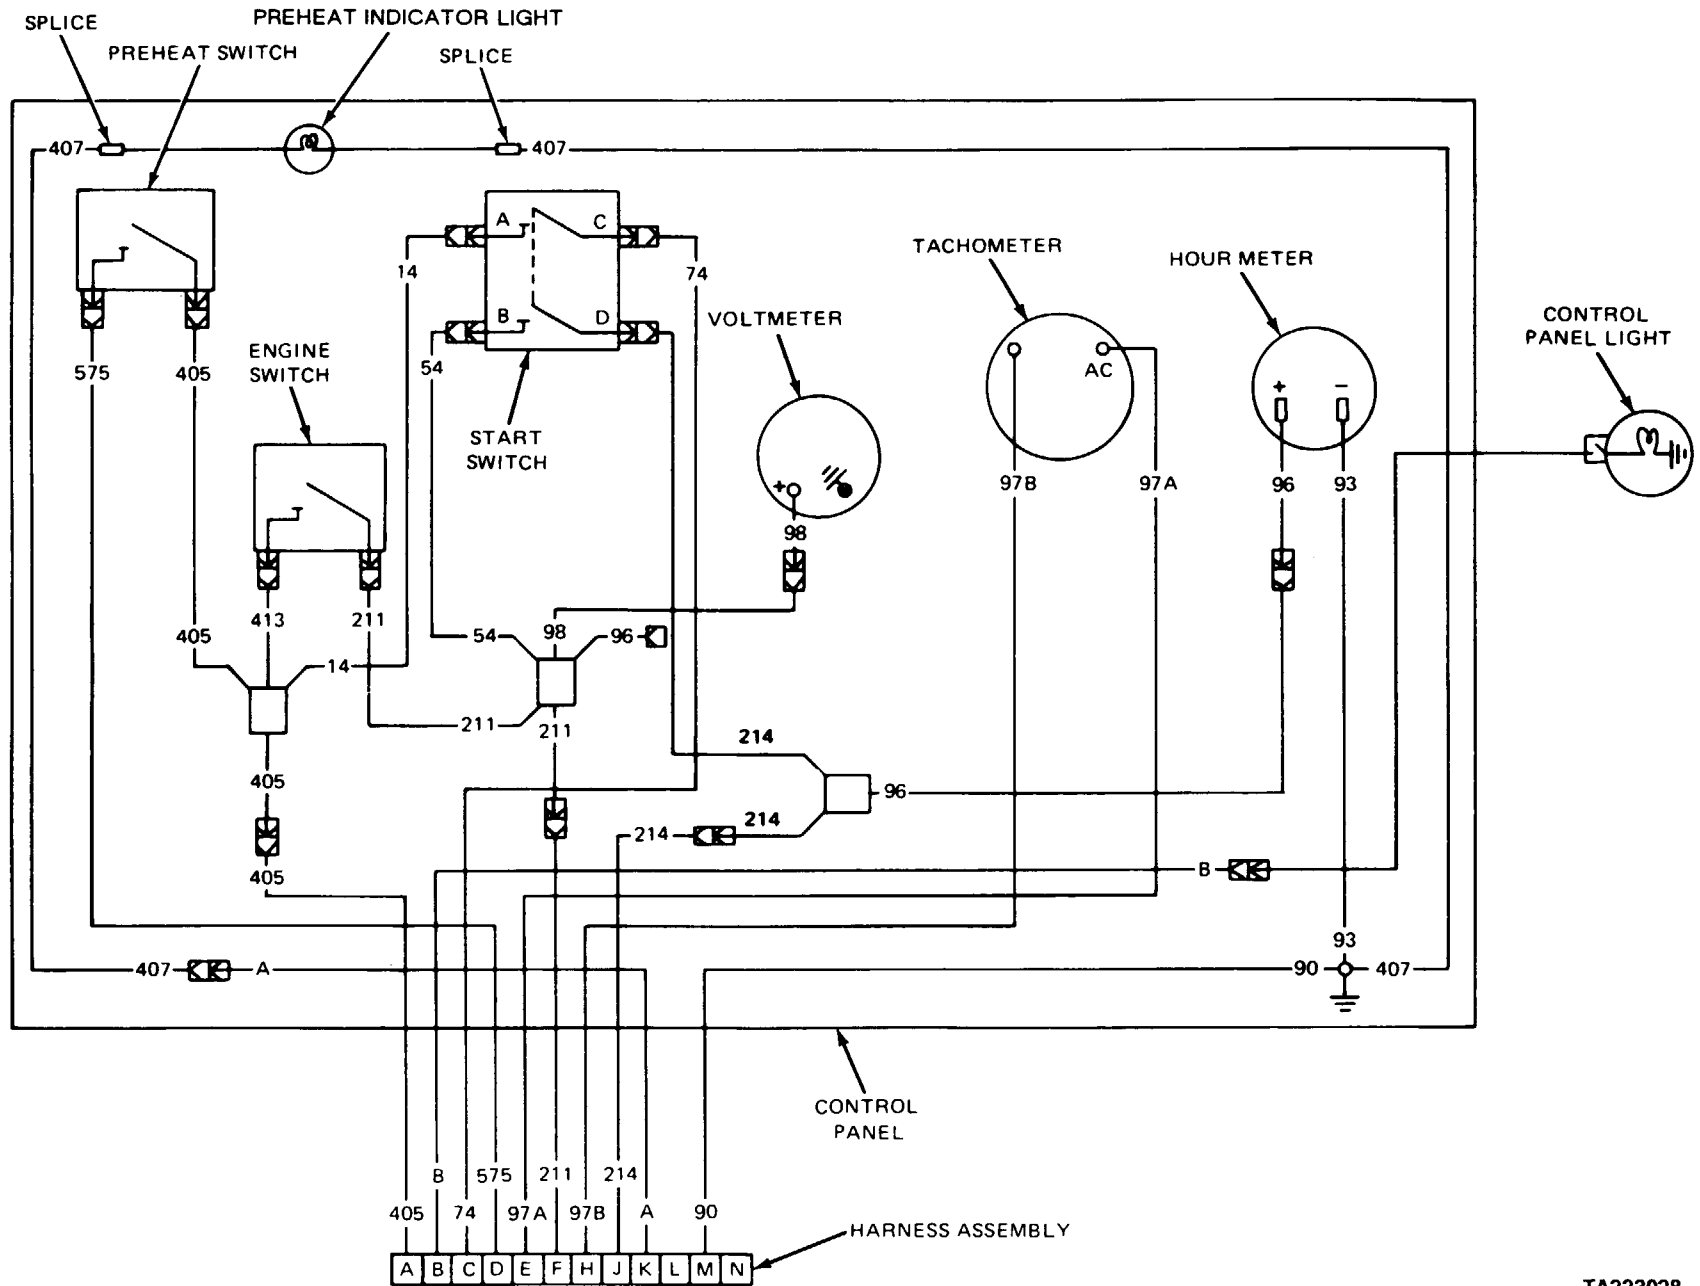 SPLICE
PREHEAT INDICATOR LIGHT
PREHEAT SWITCH
SPLICE
407
407
A
C
14
74
B
D
54
TACHOMETER
HOUR METER
VOLTMETER
CONTROL
PANEL LIGHT
ENGINE
SWITCH
575
405
AC
+
−
START
SWITCH
97B
97A
96
93
+
98
413
211
405
14
54
98
96
211
211
214
405
96
214
214
405
B
93
407
A
90
407
CONTROL
PANEL
B
575
211
214
405
74
97A
97B
A
90
HARNESS ASSEMBLY
A B C D E F H J K L M N